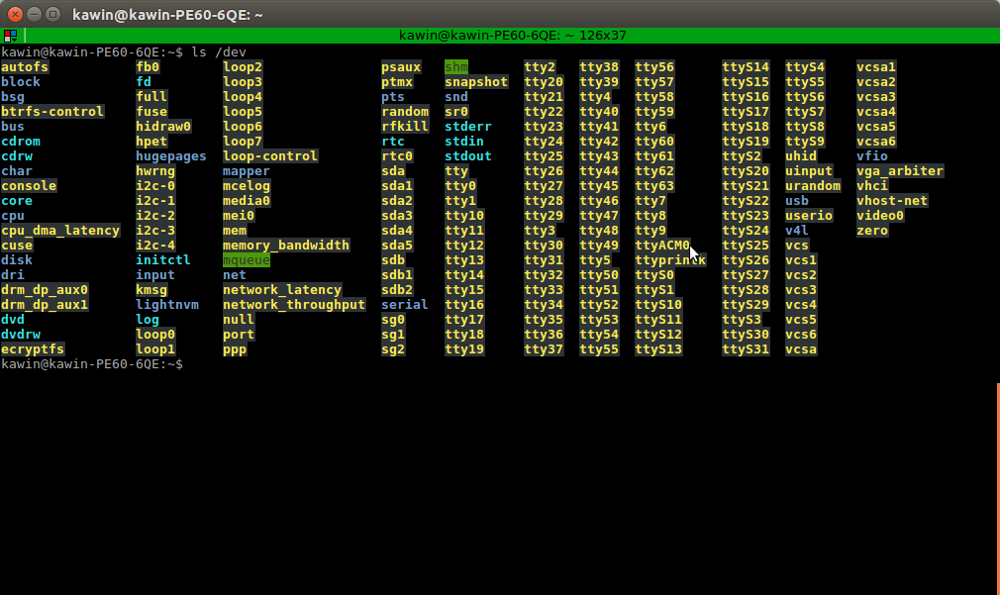 kawin@kawin-PE60-6QE: ~
kawin@kawin-PE60-6QE: ~ 126x37
kawin@kawin-PE60-6QE:~$ ls /dev
autofs fb0 loop2 psaux shm tty2 tty38 tty56 ttyS14 ttyS4 vcsa1
block fd loop3 ptmx snapshot tty20 tty39 tty57 ttyS15 ttyS5 vcsa2
bsg full loop4 pts snd tty21 tty4 tty58 ttyS16 ttyS6 vcsa3
btrfs-control fuse loop5 random sr0 tty22 tty40 tty59 ttyS17 ttyS7 vcsa4
bus hidraw0 loop6 rfkill stderr tty23 tty41 tty6 ttyS18 ttyS8 vcsa5
cdrom hpet loop7 rtc stdin tty24 tty42 tty60 ttyS19 ttyS9 vcsa6
cdrw hugepages loop-control rtc0 stdout tty25 tty43 tty61 ttyS2 uhid vfio
char hwrng mapper sda tty tty26 tty44 tty62 ttyS20 uinput vga_arbiter
console i2c-0 mcelog sda1 tty0 tty27 tty45 tty63 ttyS21 urandom vhci
core i2c-1 media0 sda2 tty1 tty28 tty46 tty7 ttyS22 usb vhost-net
cpu i2c-2 mei0 sda3 tty10 tty29 tty47 tty8 ttyS23 userio video0
cpu_dma_latency i2c-3 mem sda4 tty11 tty3 tty48 tty9 ttyS24 v4l zero
cuse i2c-4 memory_bandwidth sda5 tty12 tty30 tty49 ttyACM0 ttyS25 vcs
disk initctl mqueue sdb tty13 tty31 tty5 ttyprintk ttyS26 vcs1
dri input net sdb1 tty14 tty32 tty50 ttyS0 ttyS27 vcs2
drm_dp_aux0 kmsg network_latency sdb2 tty15 tty33 tty51 ttyS1 ttyS28 vcs3
drm_dp_aux1 lightnvm network_throughput serial tty16 tty34 tty52 ttyS10 ttyS29 vcs4
dvd log null sg0 tty17 tty35 tty53 ttyS11 ttyS3 vcs5
dvdrw loop0 port sg1 tty18 tty36 tty54 ttyS12 ttyS30 vcs6
ecryptfs loop1 ppp sg2 tty19 tty37 tty55 ttyS13 ttyS31 vcsa
kawin@kawin-PE60-6QE:~$